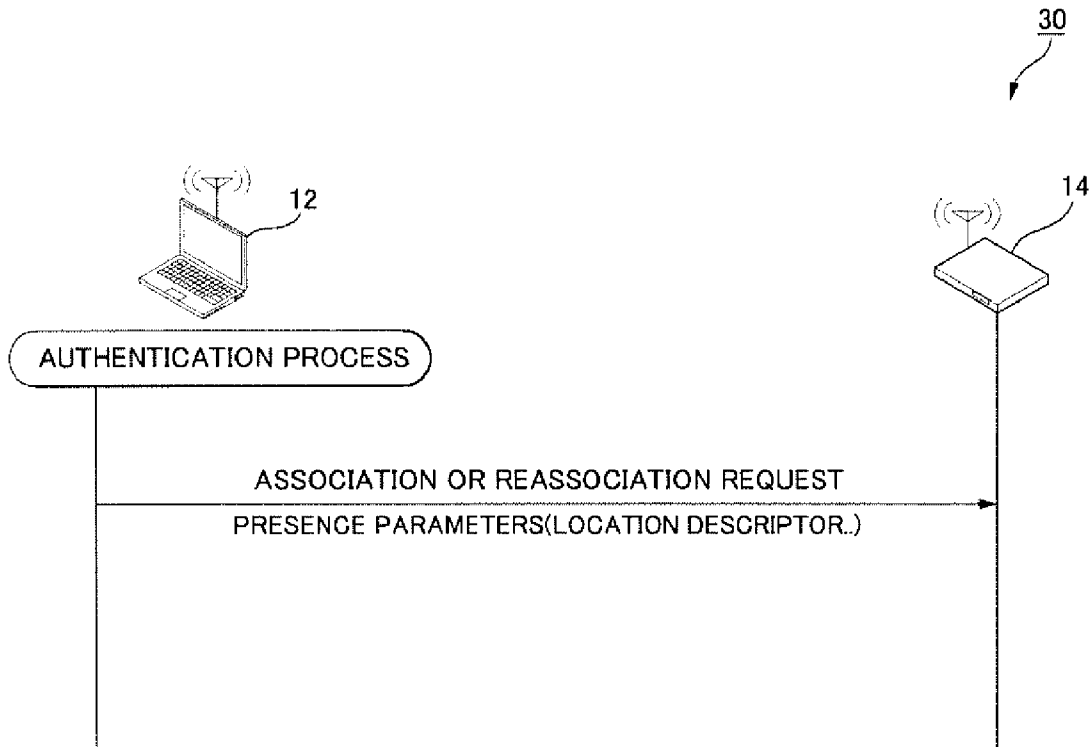 30
12
14
AUTHENTICATION PROCESS
ASSOCIATION OR REASSOCIATION REQUEST
PRESENCE PARAMETERS(LOCATION DESCRIPTOR..)